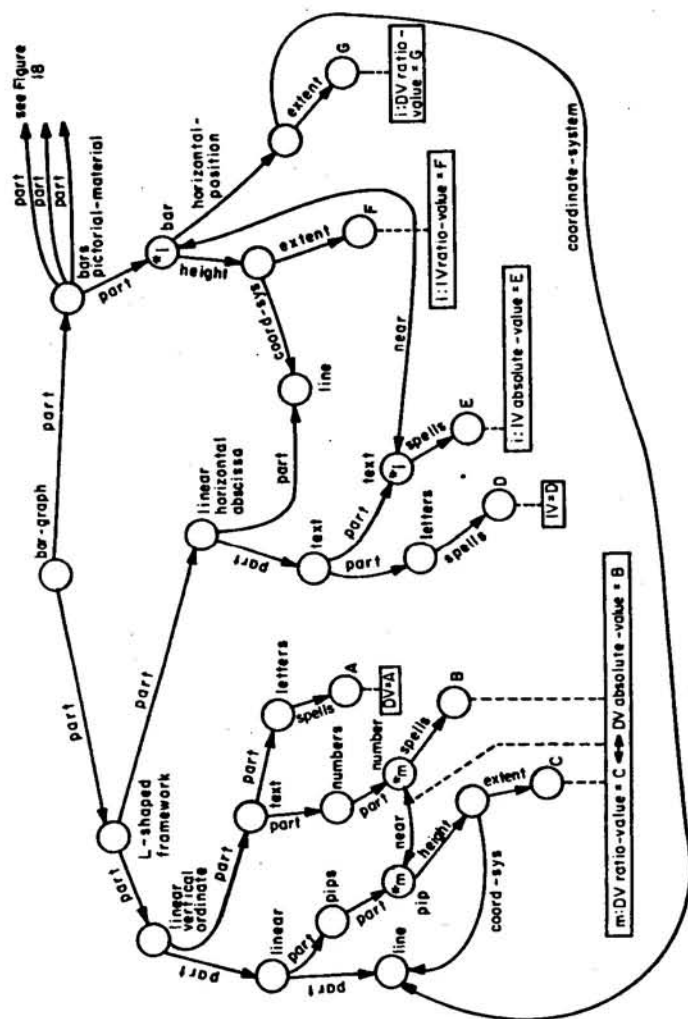 bar-graph
part
part
L-shaped
framework
part
part
bars
pictorial-material
part
part
part
see Figure
18
part
bar
*i
height
horizontal-
position
linear
vertical
ordinate
part
part
linear
horizontal
abscissa
part
part
coord-sys
extent
F
extent
G
linear
part
part
pips
part
line
text
part
part
letters
spells
A
DV=A
numbers
part
number
*m
spells
B
near
*m
pip
height
coord-sys
extent
C
line
text
part
part
text
*i
spells
E
near
letters
spells
D
IV=D
i:IV absolute-value = E
i:IV ratio-value = F
i:DV ratio-
value = G
m:DV ratio-value = C ↔ DV absolute-value = B
coordinate-system